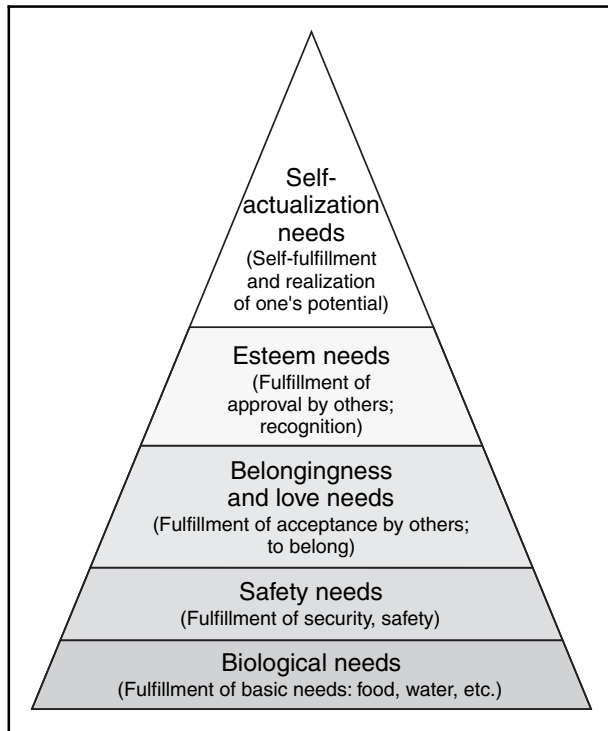 Self-
actualization
needs
(Self-fulfillment
and realization
of one's potential)
Esteem needs
(Fulfillment of
approval by others;
recognition)
Belongingness
and love needs
(Fulfillment of acceptance by others;
to belong)
Safety needs
(Fulfillment of security, safety)
Biological needs
(Fulfillment of basic needs: food, water, etc.)